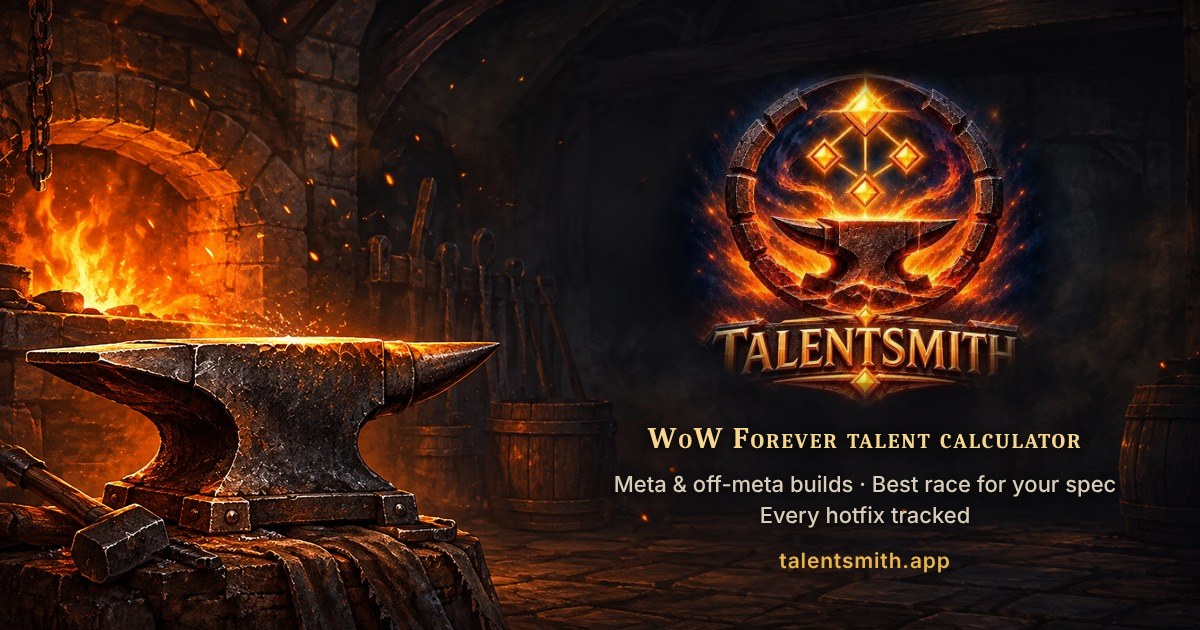 TALENTSMITH
WoW Forever talent calculator
Meta & off-meta builds · Best race for your spec
Every hotfix tracked
talentsmith.app